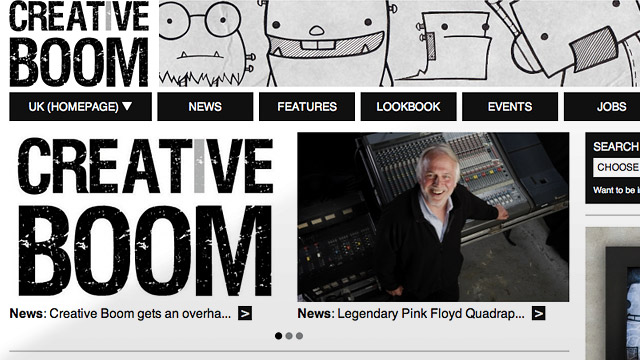 CREATIVE
BOOM
UK (HOMEPAGE) ▼ NEWS FEATURES LOOKBOOK EVENTS JOBS
CREATIVE
BOOM
News: Creative Boom gets an overha... >
News: Legendary Pink Floyd Quadrap... >
SEARCH
CHOOSE
Want to be i